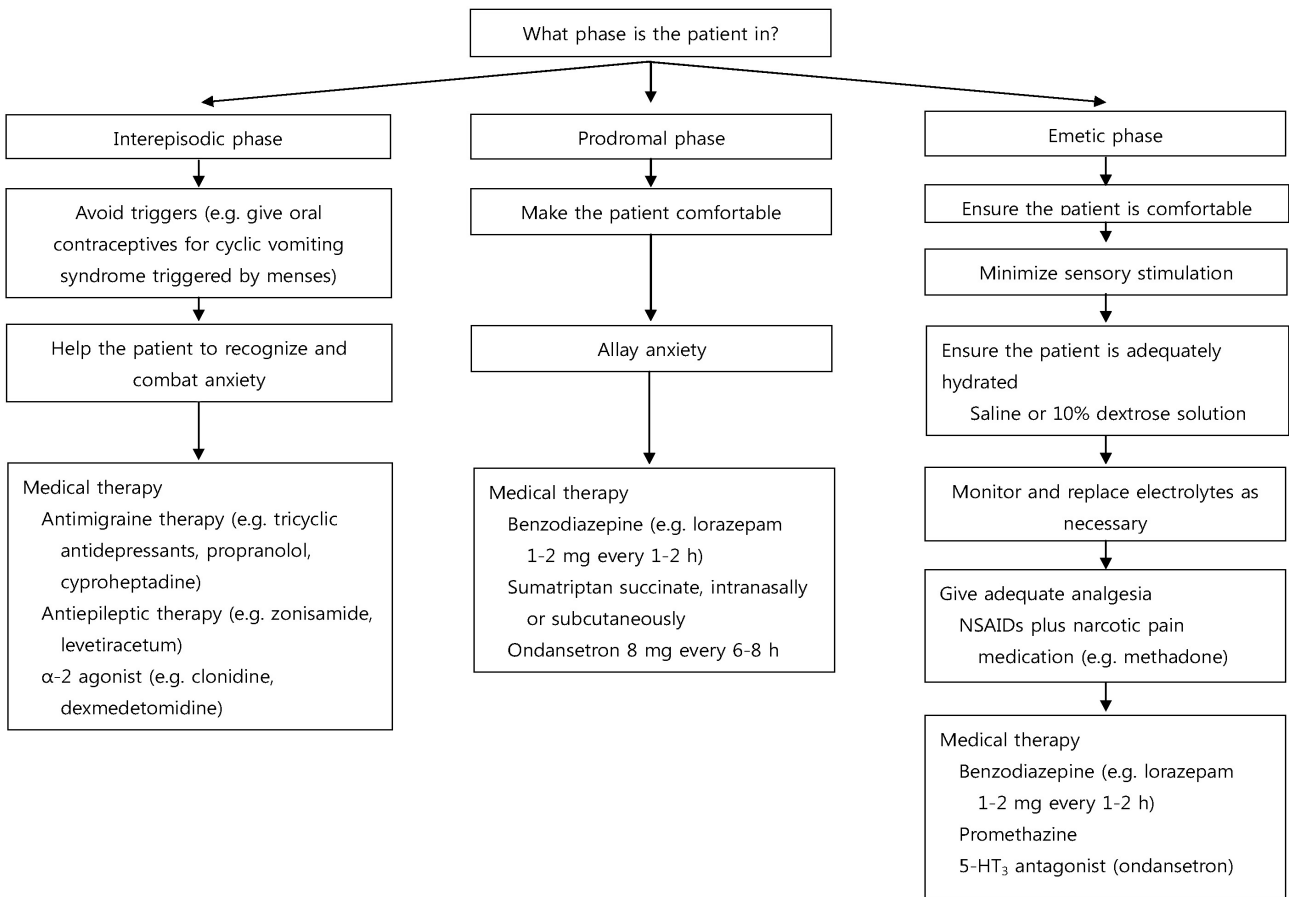 What phase is the patient in?
Interepisodic phase
Avoid triggers (e.g. give oral
contraceptives for cyclic vomiting
syndrome triggered by menses)
Help the patient to recognize and
combat anxiety
Medical therapy
Antimigraine therapy (e.g. tricyclic
antidepressants, propranolol,
cyproheptadine)
Antiepileptic therapy (e.g. zonisamide,
levetiracetum)
α-2 agonist (e.g. clonidine,
dexmedetomidine)
Prodromal phase
Make the patient comfortable
Allay anxiety
Medical therapy
Benzodiazepine (e.g. lorazepam
1-2 mg every 1-2 h)
Sumatriptan succinate, intranasally
or subcutaneously
Ondansetron 8 mg every 6-8 h
Emetic phase
Ensure the patient is comfortable
Minimize sensory stimulation
Ensure the patient is adequately
hydrated
Saline or 10% dextrose solution
Monitor and replace electrolytes as
necessary
Give adequate analgesia
NSAIDs plus narcotic pain
medication (e.g. methadone)
Medical therapy
Benzodiazepine (e.g. lorazepam
1-2 mg every 1-2 h)
Promethazine
5-HT₃ antagonist (ondansetron)